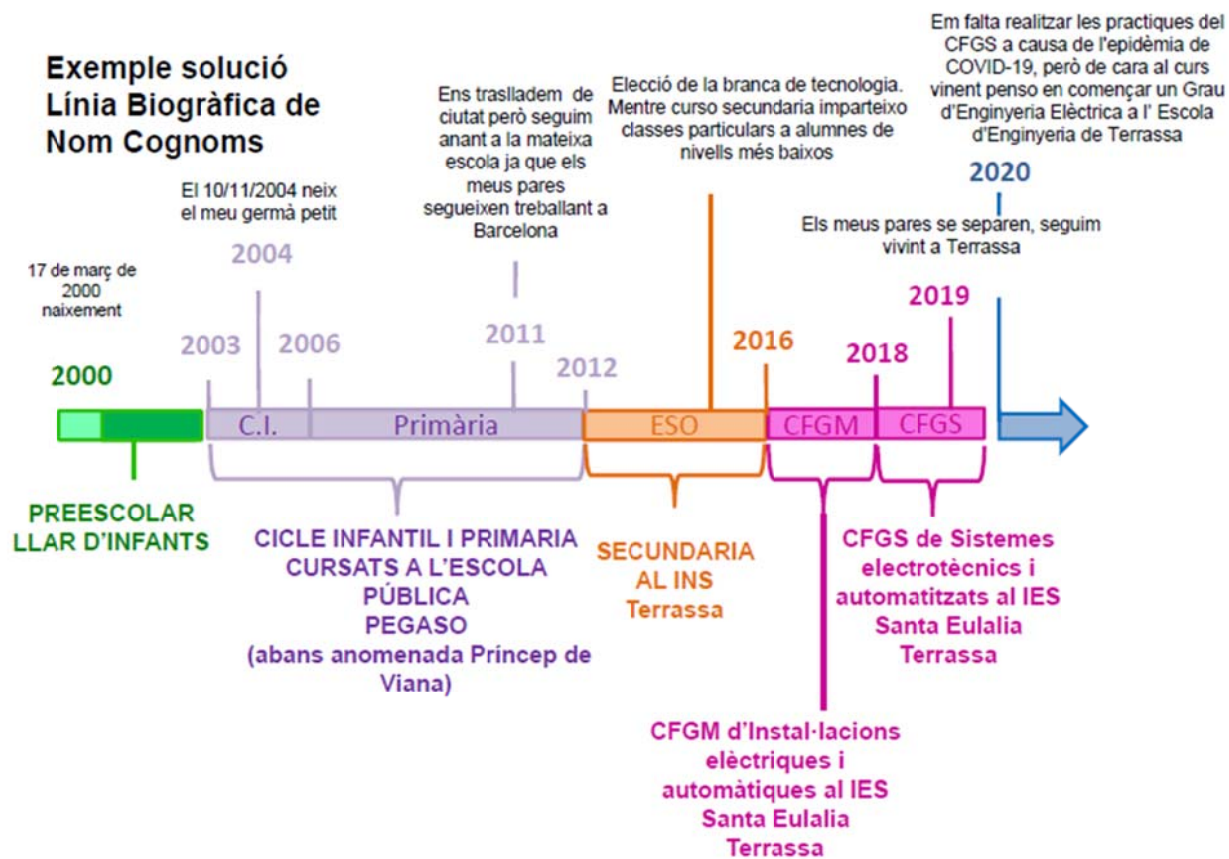 Exemple solució
Línia Biogràfica de
Nom Cognoms
17 de març de
2000
naixement
2000
El 10/11/2004 neix
el meu germà petit
2004
2003
2006
Ens traslladem de
ciutat però seguim
anant a la mateixa
escola ja que els
meus pares
segueixen treballant a
Barcelona
2011
2012
Elecció de la branca de tecnologia.
Mentre curso secundaria imparteixo
classes particulars a alumnes de
nivells més baixos
2016
Em falta realitzar les practiques del
CFGS a causa de l'epidèmia de
COVID-19, però de cara al curs
vinent penso en començar un Grau
d'Enginyeria Elèctrica a l' Escola
d'Enginyeria de Terrassa
2020
Els meus pares se separen, seguim
vivint a Terrassa
2019
2018
C.I.
Primària
ESO
CFGM
CFGS
PREESCOLAR
LLAR D'INFANTS
CICLE INFANTIL I PRIMARIA
CURSATS A L'ESCOLA
PÚBLICA
PEGASO
(abans anomenada Príncep de
Viana)
SECUNDARIA
AL INS
Terrassa
CFGS de Sistemes
electrotècnics i
automatitzats al IES
Santa Eulalia
Terrassa
CFGM d'Instal·lacions
elèctriques i
automàtiques al IES
Santa Eulalia
Terrassa